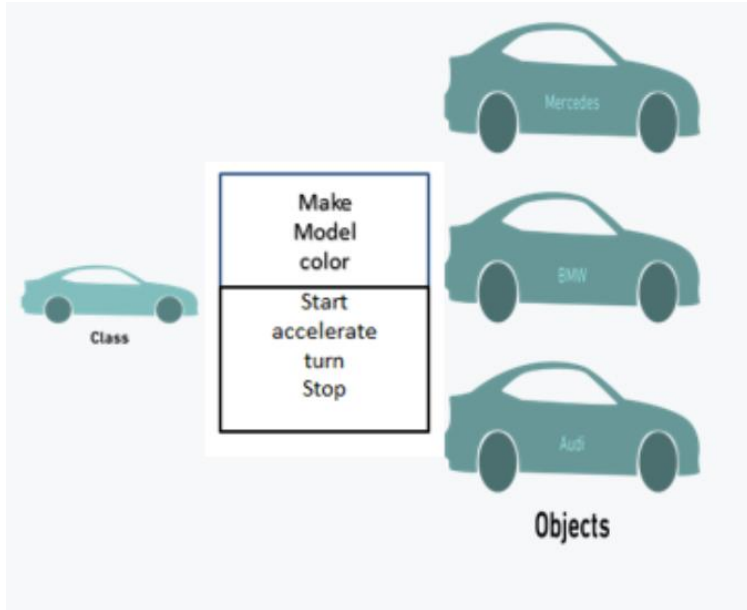 Class
Make
Model
color
Start
accelerate
turn
Stop
Mercedes
BMW
Audi
Objects